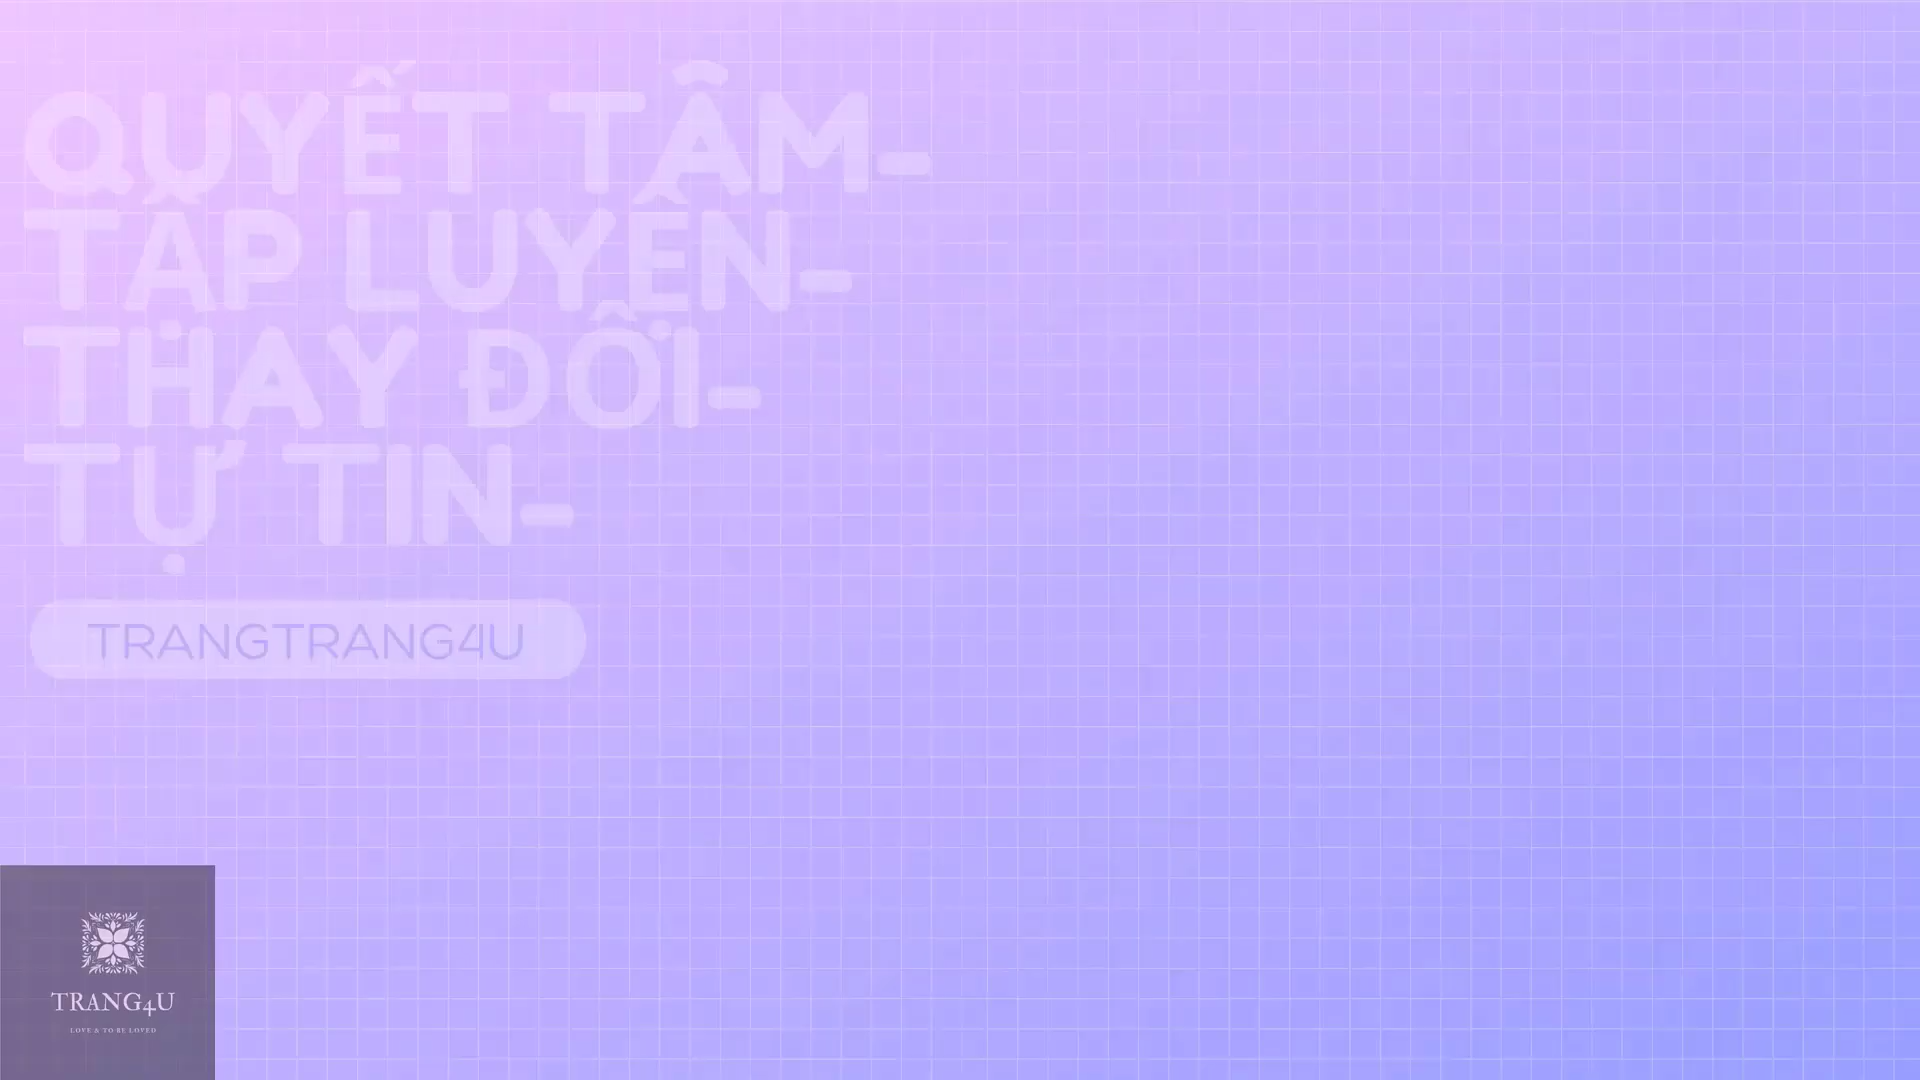 QUYẾT TÂM-
TẬP LUYỆN-
THAY ĐỔI-
TỰ TIN-
TRANGTRANG4U
TRANG4U
LOVE & TO BE LOVED